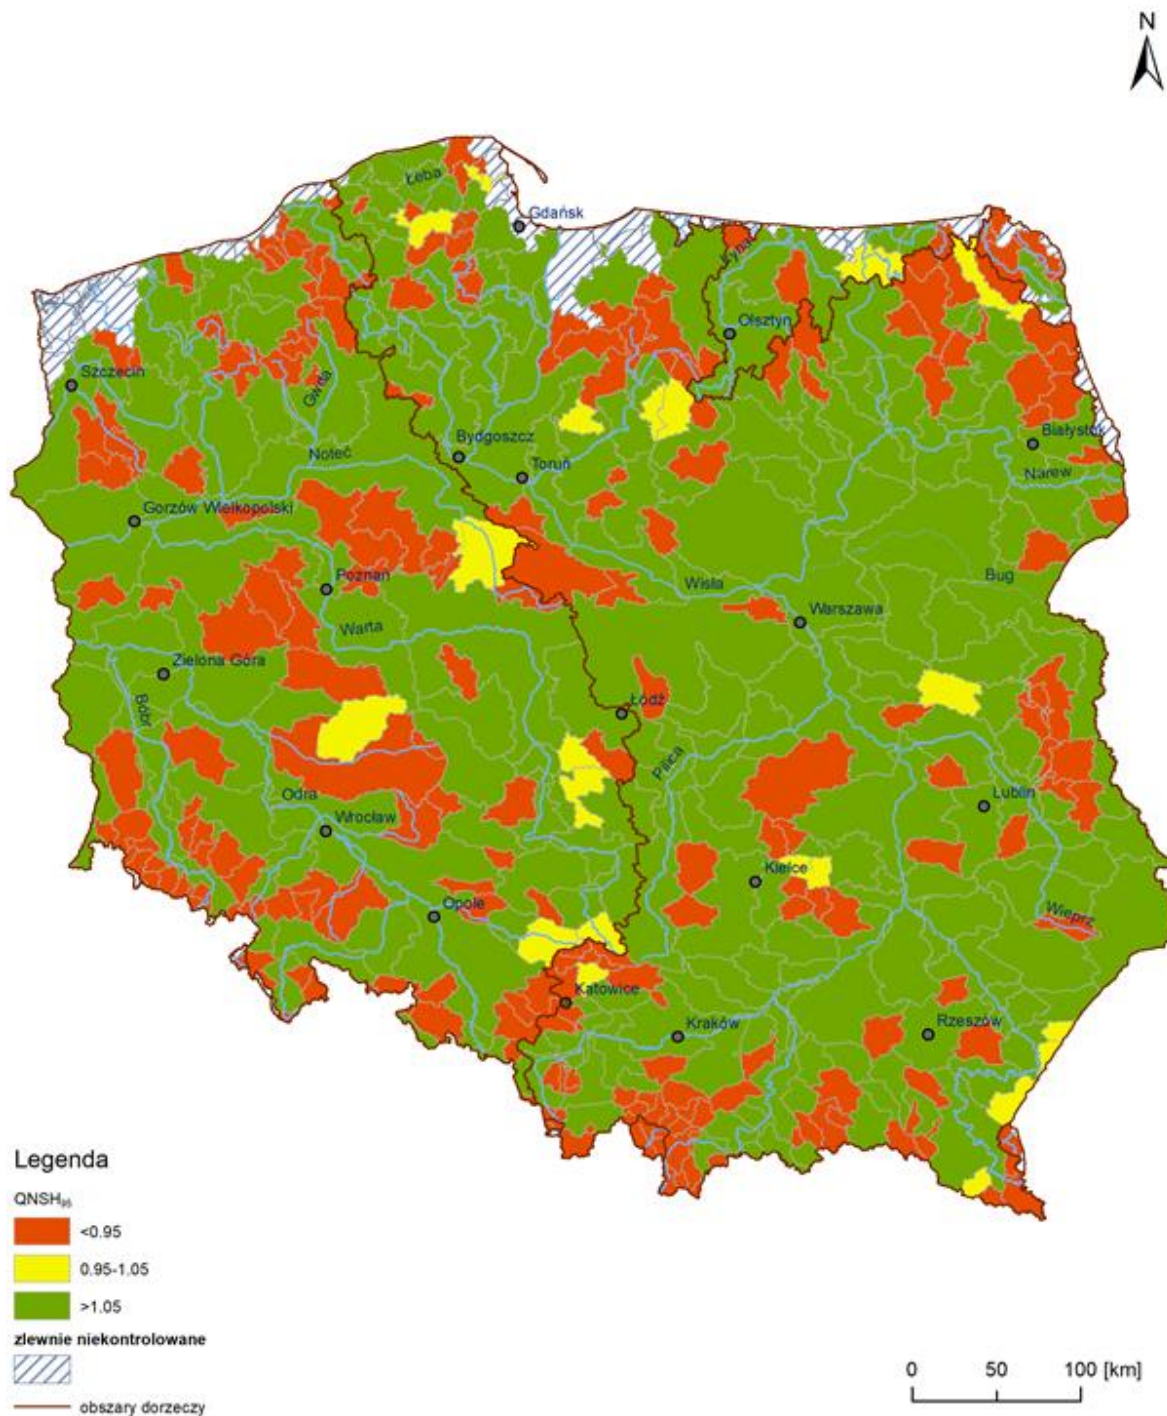 N
Łeba
Gdańsk
Łyna
Olsztyn
Szczecin
Gwda
Bydgoszcz
Białystok
Noteć
Toruń
Narew
Gorzów Wielkopolski
Poznań
Wisła
Bug
Warszawa
Warta
Zielona Góra
Bóbr
Łódź
Pilica
Odra
Lublin
Wrocław
Kielce
Opole
Wieprz
Katowice
Kraków
Rzeszów
Legenda
QNSH95
<0.95
0.95-1.05
>1.05
zlewnie niekontrolowane
obszary dorzeczy
0 50 100 [km]